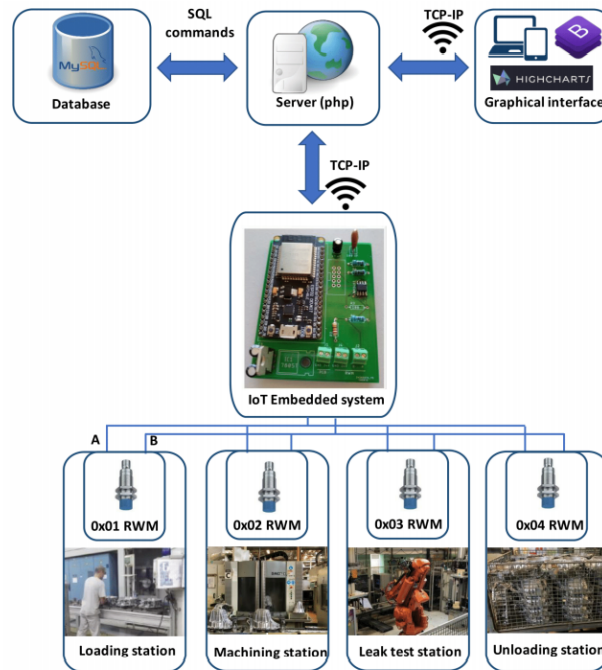 SQL
commands
TCP-IP
MySQL
Database
Server (php)
B
HIGHCHARTS
Graphical interface
TCP-IP
IoT Embedded system
A
B
0x01 RWM
0x02 RWM
0x03 RWM
0x04 RWM
Loading station
Machining station
Leak test station
Unloading station